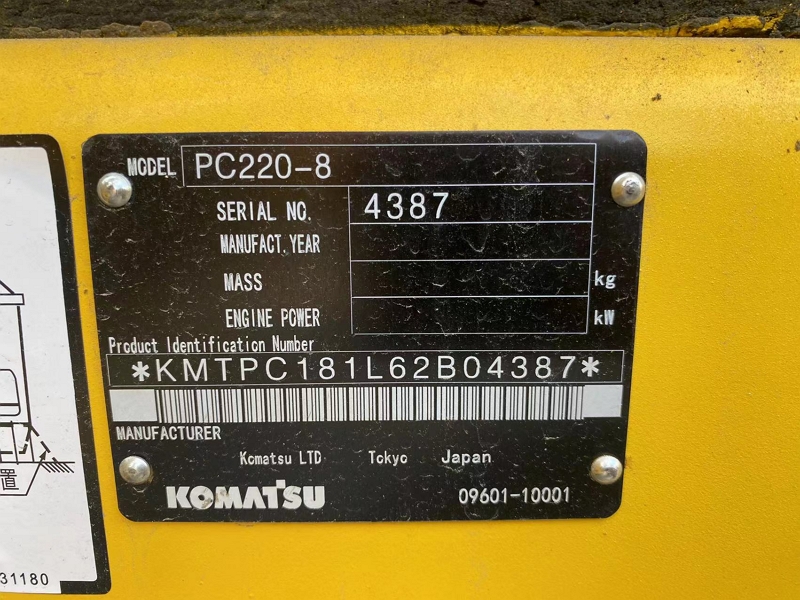 MODEL PC220-8
SERIAL NO. 4387
MANUFACT. YEAR
MASS kg
ENGINE POWER kW
Product Identification Number
*KMTPC181L62B04387*
MANUFACTURER
Komatsu LTD Tokyo Japan
KOMATSU 09601-10001
置
31180